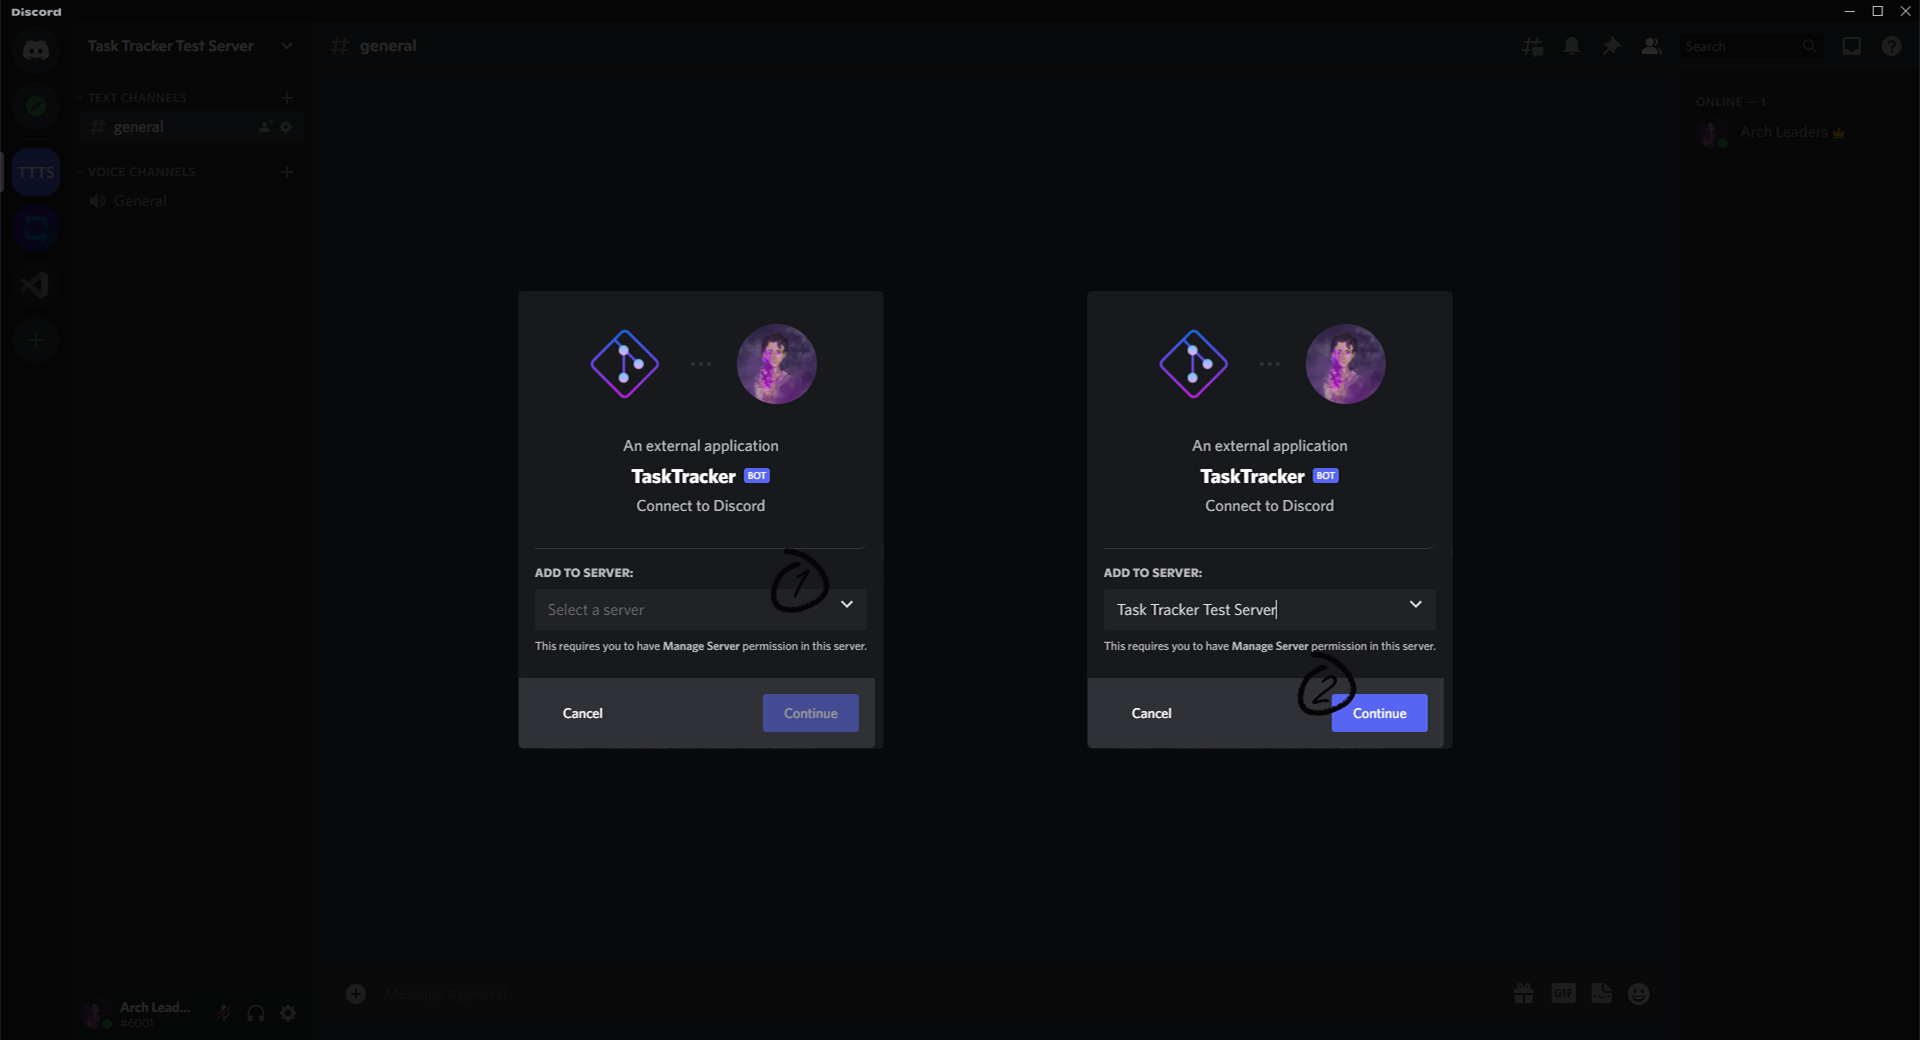 Discord
Task Tracker Test Server
general
Search
TEXT CHANNELS
general
TTTS
VOICE CHANNELS
General
ONLINE — 1
Arch Leaders
An external application
TaskTracker BOT
Connect to Discord
ADD TO SERVER:
1
Select a server
This requires you to have Manage Server permission in this server.
Cancel
Continue
An external application
TaskTracker BOT
Connect to Discord
ADD TO SERVER:
Task Tracker Test Server
This requires you to have Manage Server permission in this server.
2
Cancel
Continue
Message #general
GIF
Arch Lead...
#6001